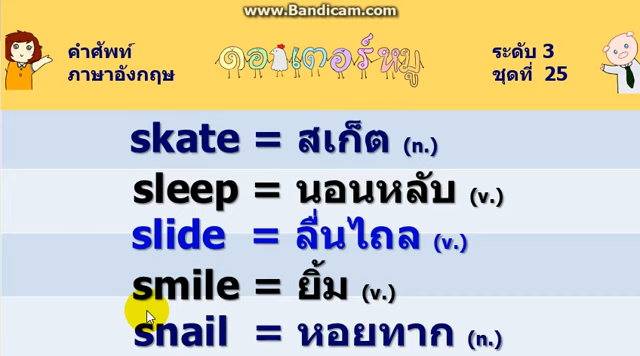 www.Bandicam.com
คำศัพท์
ภาษาอังกฤษ
ดอกเตอร์หมู
ระดับ 3
ชุดที่ 25
skate = สเก็ต (n.)
sleep = นอนหลับ (v.)
slide = ลื่นไถล (v.)
smile = ยิ้ม (v.)
snail = หอยทาก (n.)